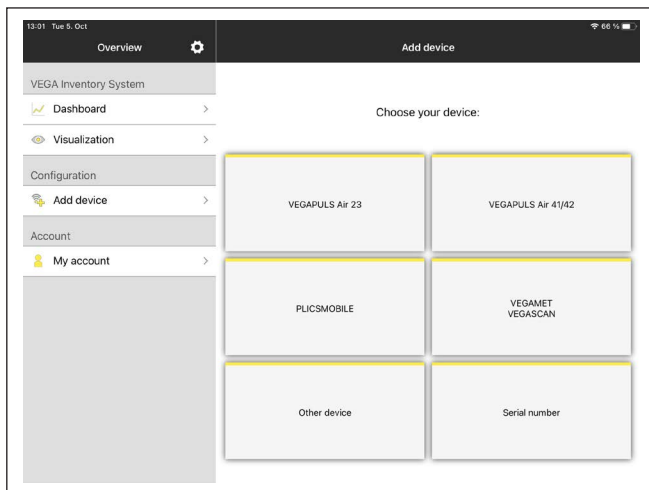 13:01 Tue 5. Oct
66 %
Overview
Add device
VEGA Inventory System
Dashboard
Visualization
Configuration
Add device
Account
My account
Choose your device:
VEGAPULS Air 23
VEGAPULS Air 41/42
PLICSMOBILE
VEGAMET
VEGASCAN
Other device
Serial number